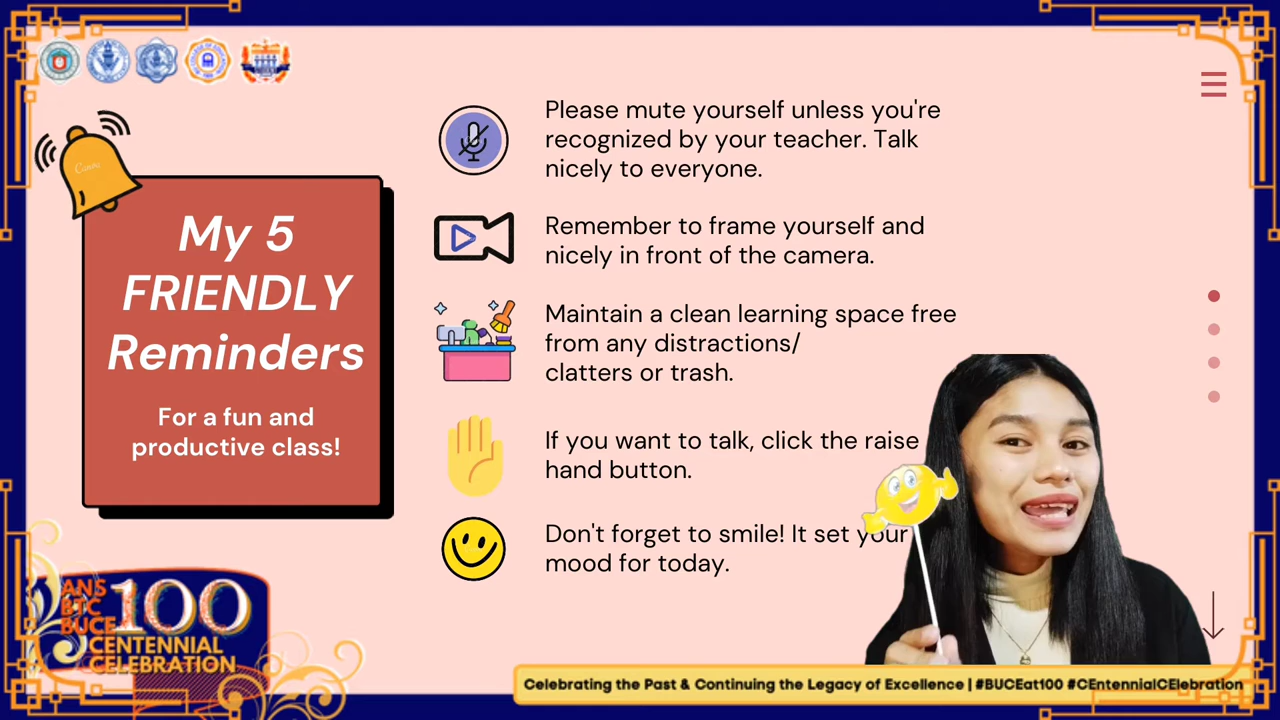 My 5
FRIENDLY
Reminders
For a fun and
productive class!
Please mute yourself unless you're
recognized by your teacher. Talk
nicely to everyone.
Remember to frame yourself and
nicely in front of the camera.
Maintain a clean learning space free
from any distractions/
clatters or trash.
If you want to talk, click the raise
hand button.
Don't forget to smile! It set your
mood for today.
Canva
ANS
BTC
BUCE
100
CENTENNIAL
CELEBRATION
Celebrating the Past & Continuing the Legacy of Excellence | #BUCEat100 #CEntennialCElebration